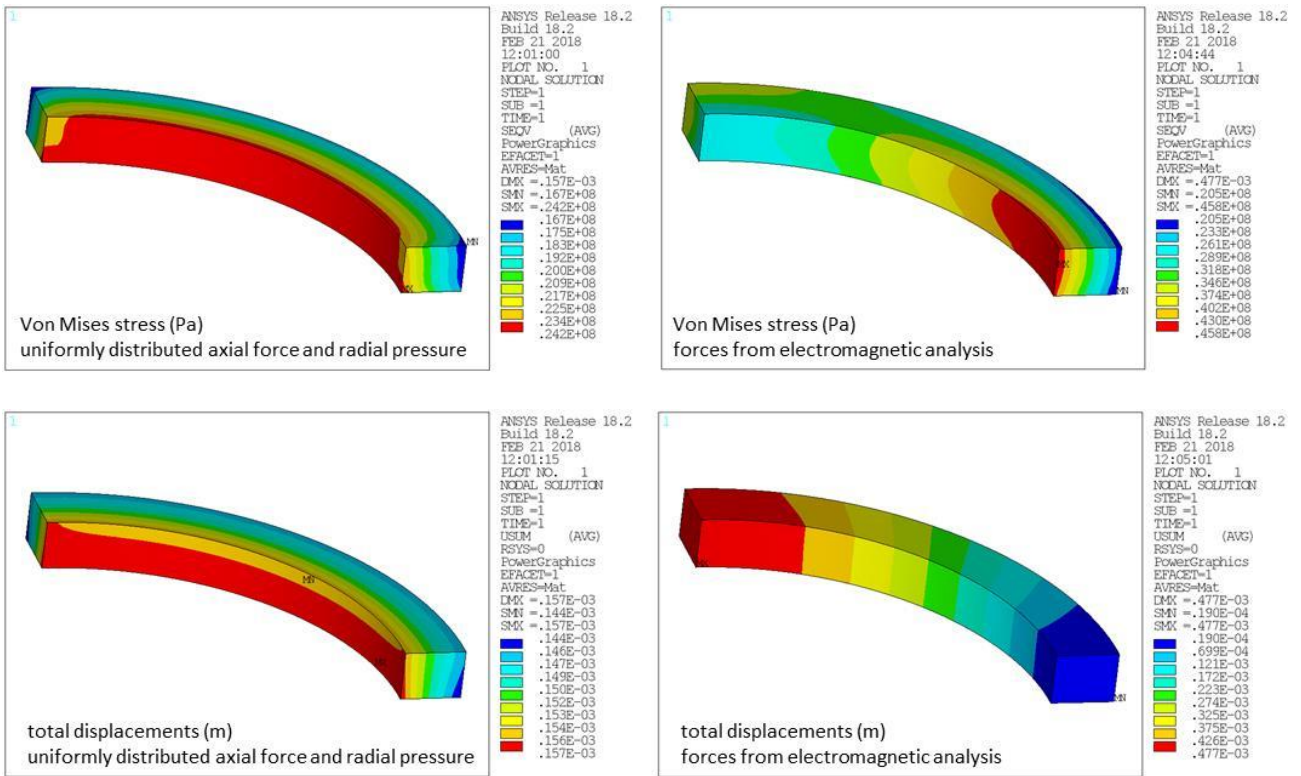 1
ANSYS Release 18.2
Build 18.2
FEB 21 2018
12:01:00
PLOT NO. 1
NODAL SOLUTION
STEP=1
SUB =1
TIME=1
SEQV (AVG)
PowerGraphics
EFACET=1
AVRES=Mat
DMX =.157E-03
SMN =.167E+08
SMX =.242E+08
.167E+08
.175E+08
.183E+08
.192E+08
.200E+08
.209E+08
.217E+08
.225E+08
.234E+08
.242E+08
MN
MX
Von Mises stress (Pa)
uniformly distributed axial force and radial pressure
1
ANSYS Release 18.2
Build 18.2
FEB 21 2018
12:04:44
PLOT NO. 1
NODAL SOLUTION
STEP=1
SUB =1
TIME=1
SEQV (AVG)
PowerGraphics
EFACET=1
AVRES=Mat
DMX =.477E-03
SMN =.205E+08
SMX =.458E+08
.205E+08
.233E+08
.261E+08
.289E+08
.318E+08
.346E+08
.374E+08
.402E+08
.430E+08
.458E+08
MX
MN
Von Mises stress (Pa)
forces from electromagnetic analysis
1
ANSYS Release 18.2
Build 18.2
FEB 21 2018
12:01:15
PLOT NO. 1
NODAL SOLUTION
STEP=1
SUB =1
TIME=1
USUM (AVG)
RSYS=0
PowerGraphics
EFACET=1
AVRES=Mat
DMX =.157E-03
SMN =.144E-03
SMX =.157E-03
.144E-03
.146E-03
.147E-03
.149E-03
.150E-03
.152E-03
.153E-03
.154E-03
.156E-03
.157E-03
MN
MX
total displacements (m)
uniformly distributed axial force and radial pressure
1
ANSYS Release 18.2
Build 18.2
FEB 21 2018
12:05:01
PLOT NO. 1
NODAL SOLUTION
STEP=1
SUB =1
TIME=1
USUM (AVG)
RSYS=0
PowerGraphics
EFACET=1
AVRES=Mat
DMX =.477E-03
SMN =.190E-04
SMX =.477E-03
.190E-04
.699E-04
.121E-03
.172E-03
.223E-03
.274E-03
.325E-03
.375E-03
.426E-03
.477E-03
MX
MN
total displacements (m)
forces from electromagnetic analysis